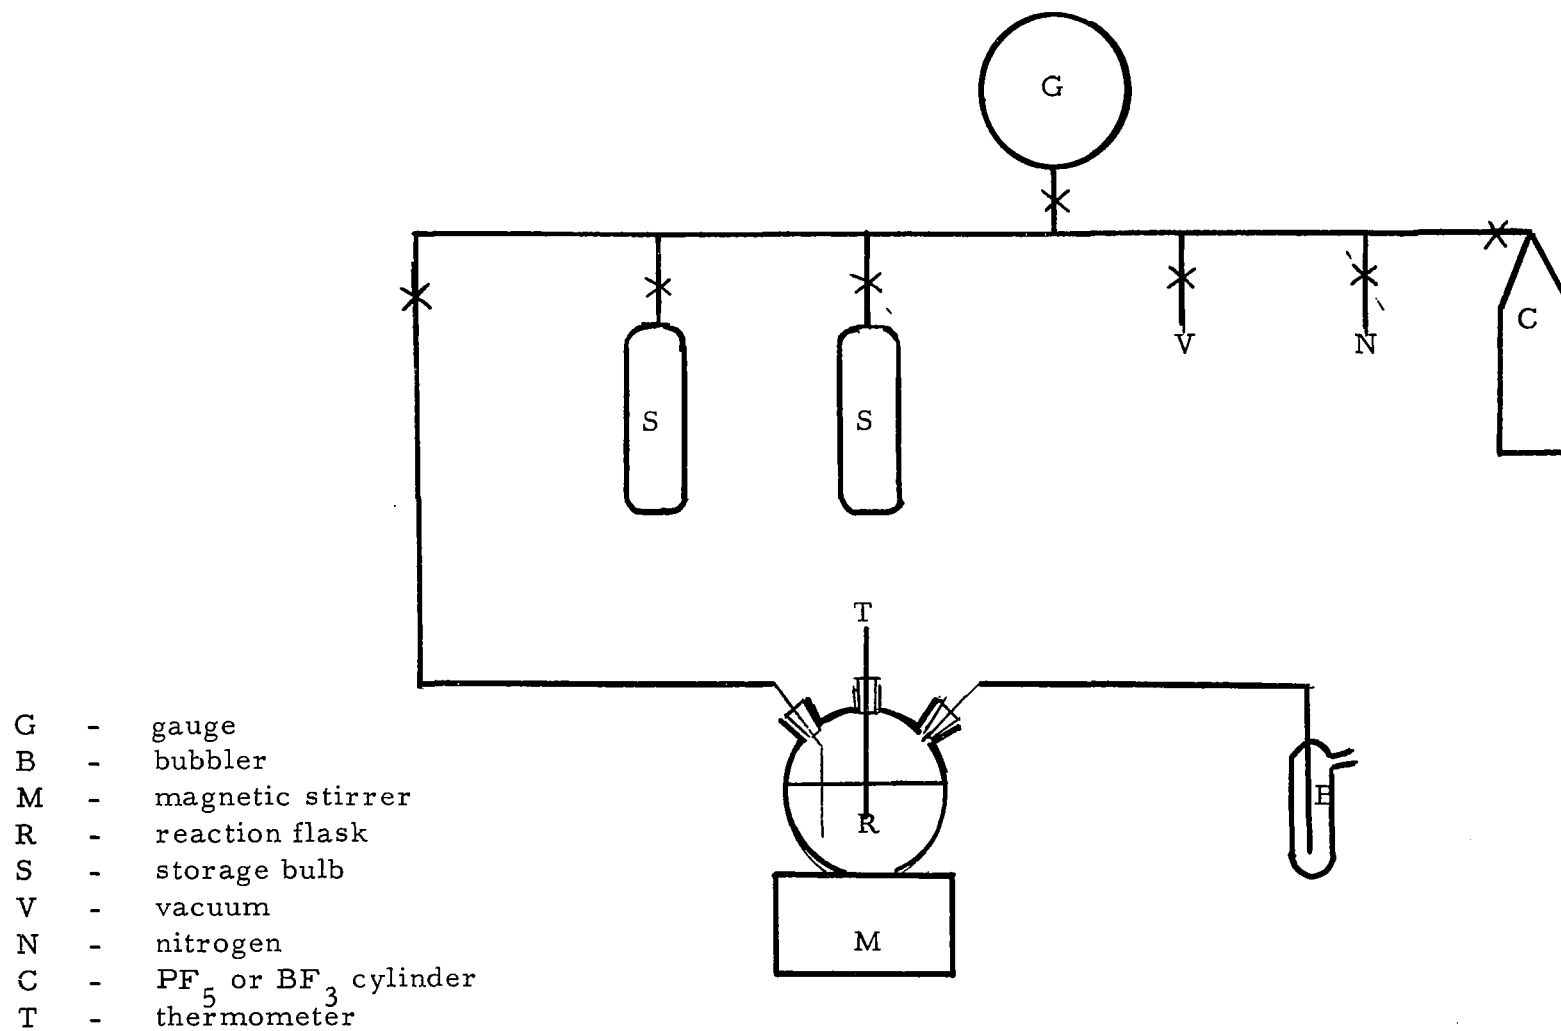 G
V
N
C
S
S
T
R
M
G - gauge
B - bubbler
M - magnetic stirrer
R - reaction flask
S - storage bulb
V - vacuum
N - nitrogen
C - PF5 or BF3 cylinder
T - thermometer